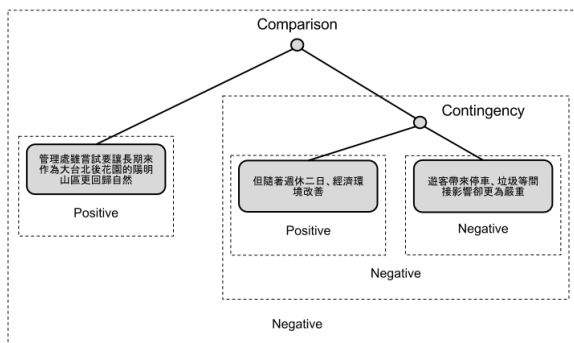 Comparison
Contingency
管理處雖嘗試要讓長期來
作為大台北後花園的陽明
山區更回歸自然
Positive
但隨著週休二日、經濟環
境改善
Positive
遊客帶來停車、垃圾等間
接影響卻更為嚴重
Negative
Negative
Negative